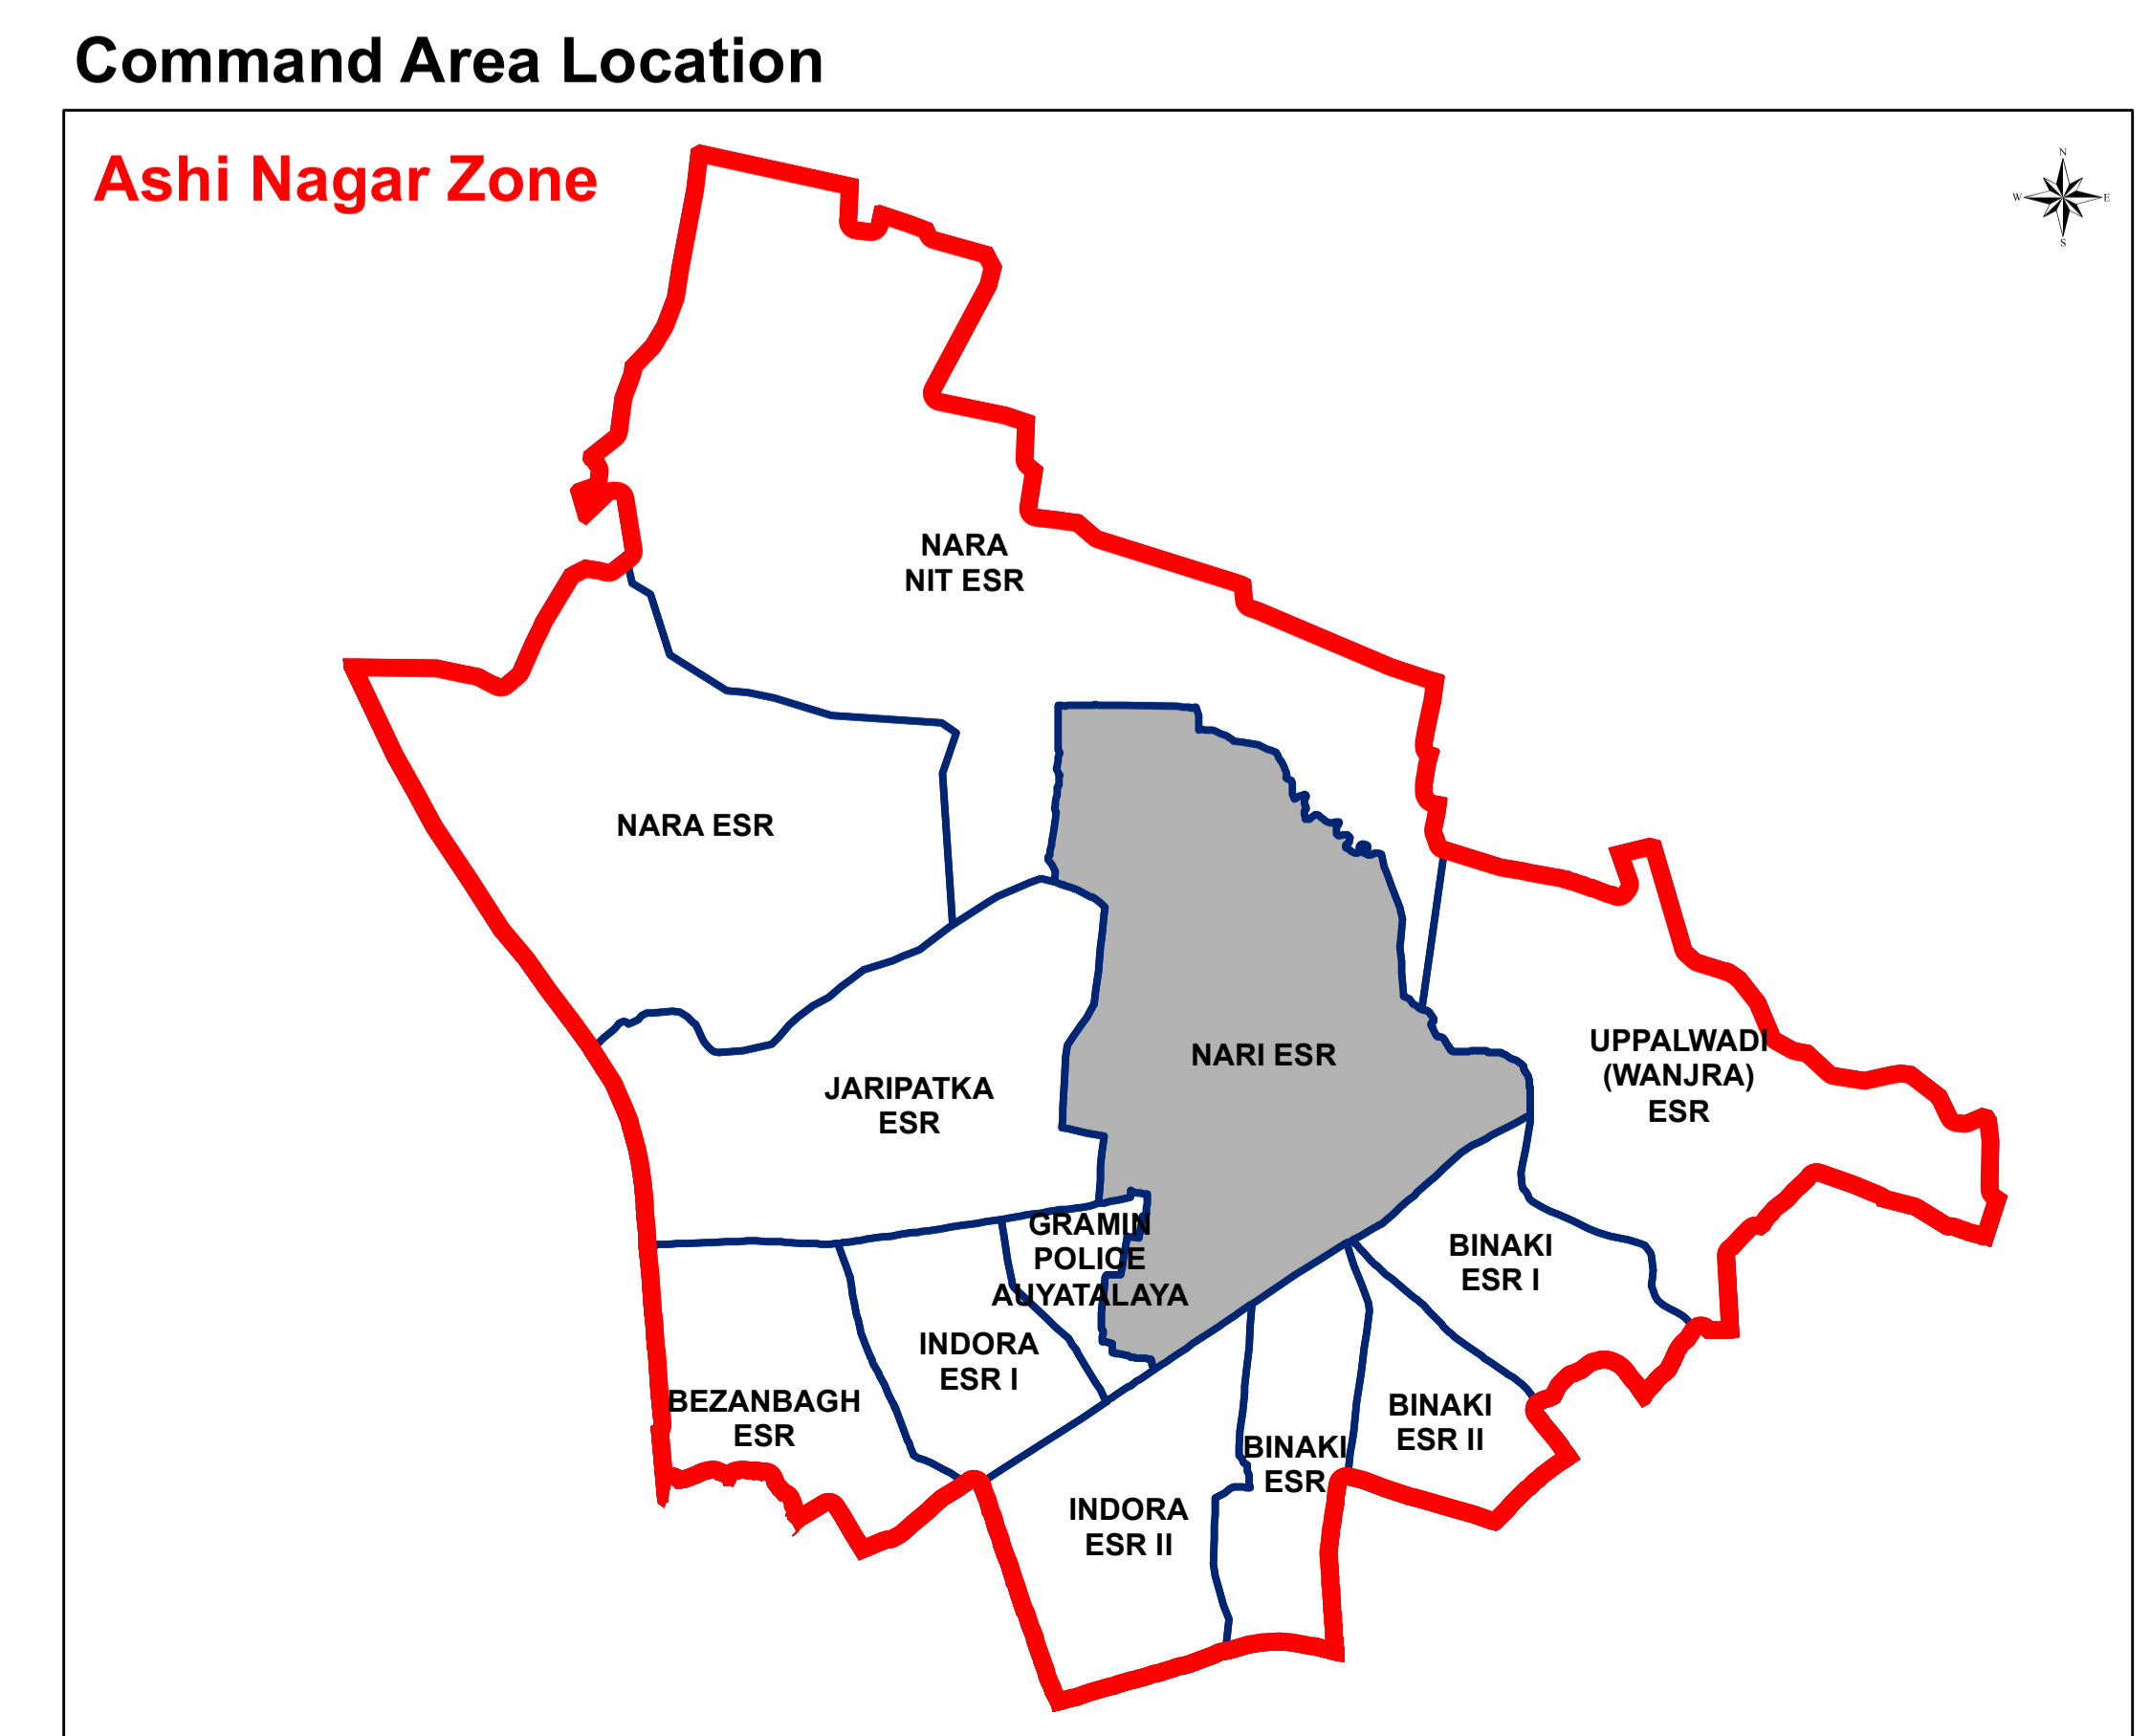 Command Area Location
Ashi Nagar Zone
N
W
E
S
NARA
NIT ESR
NARA ESR
NARI ESR
UPPALWADI
(WANJRA)
ESR
JARIPATKA
ESR
GRAMIN
POLICE
AUYATALAYA
BINAKI
ESR I
INDORA
ESR I
BEZANBAGH
ESR
BINAKI
ESR II
BINAKI
ESR
INDORA
ESR II